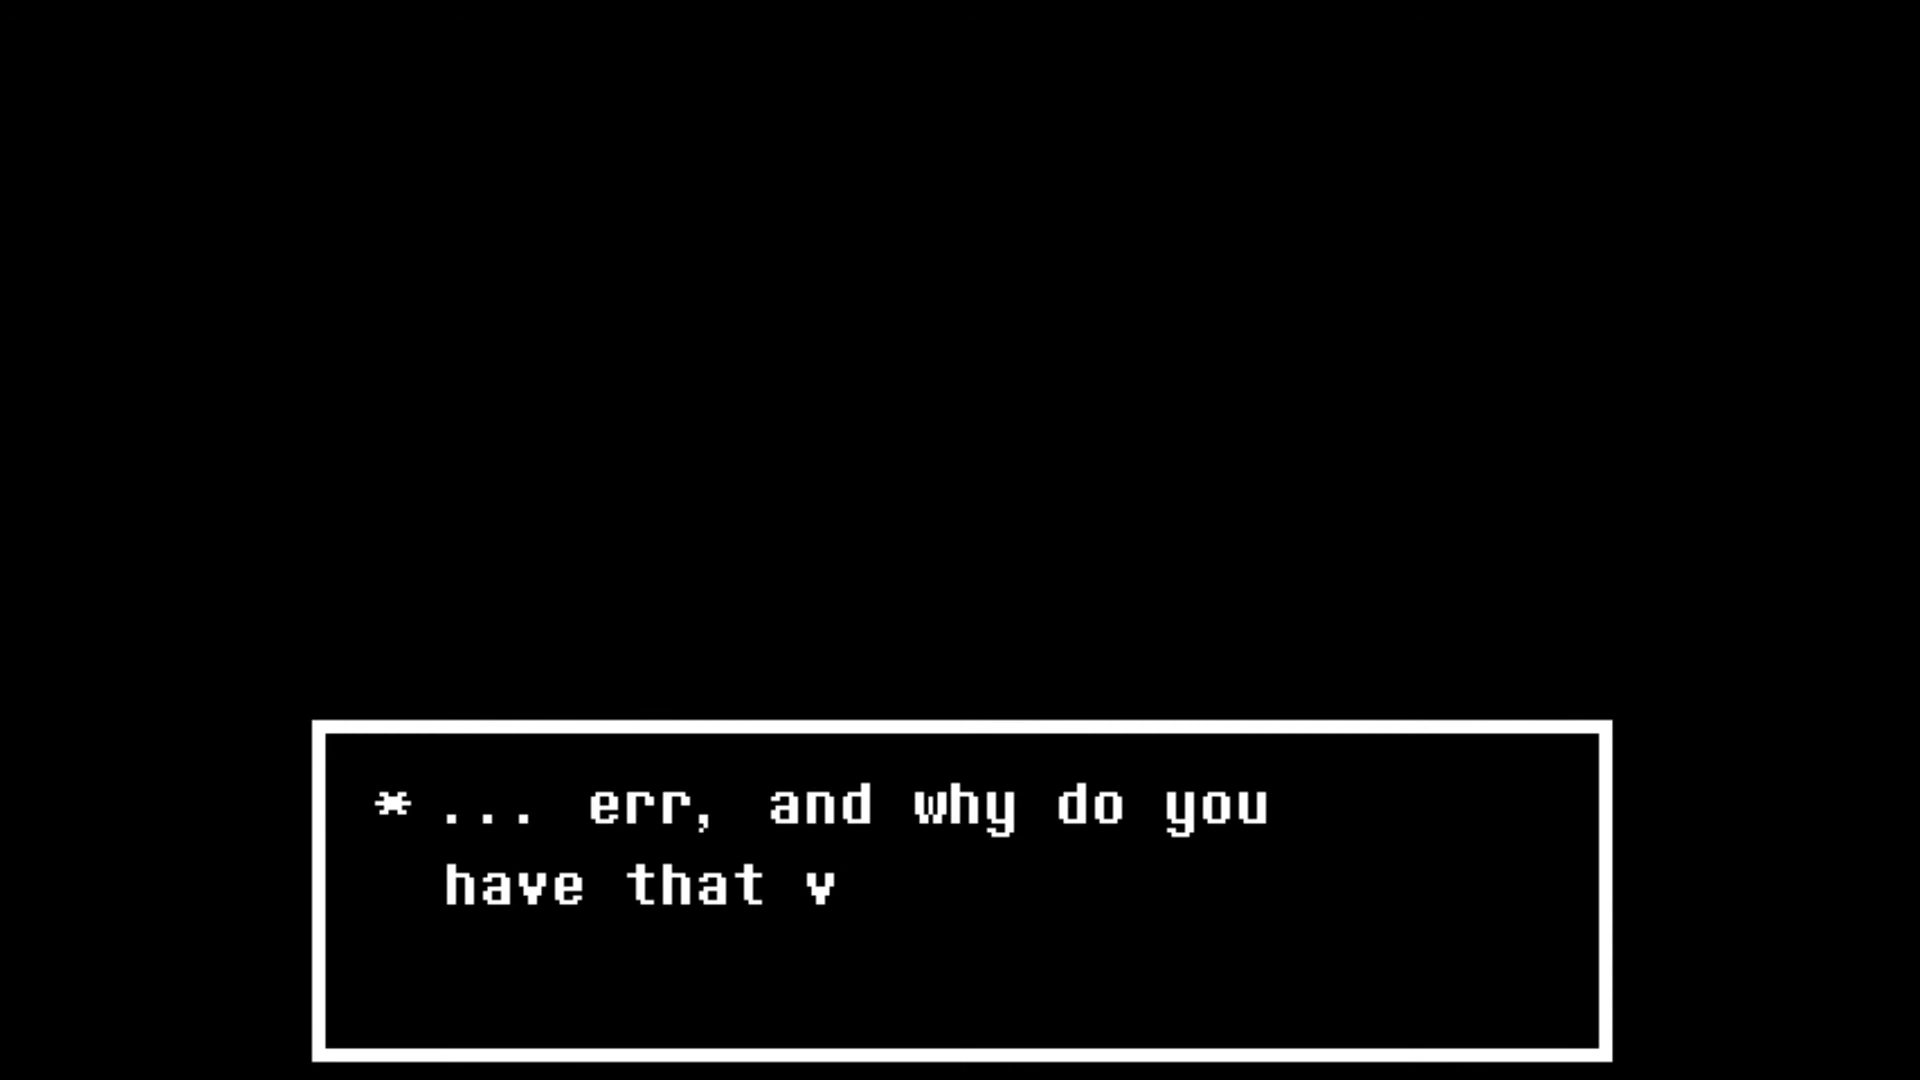 * ... err, and why do you
have that v